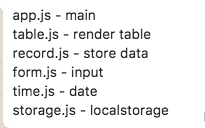 app.js - main
table.js - render table
record.js - store data
form.js - input
time.js - date
storage.js - localstorage